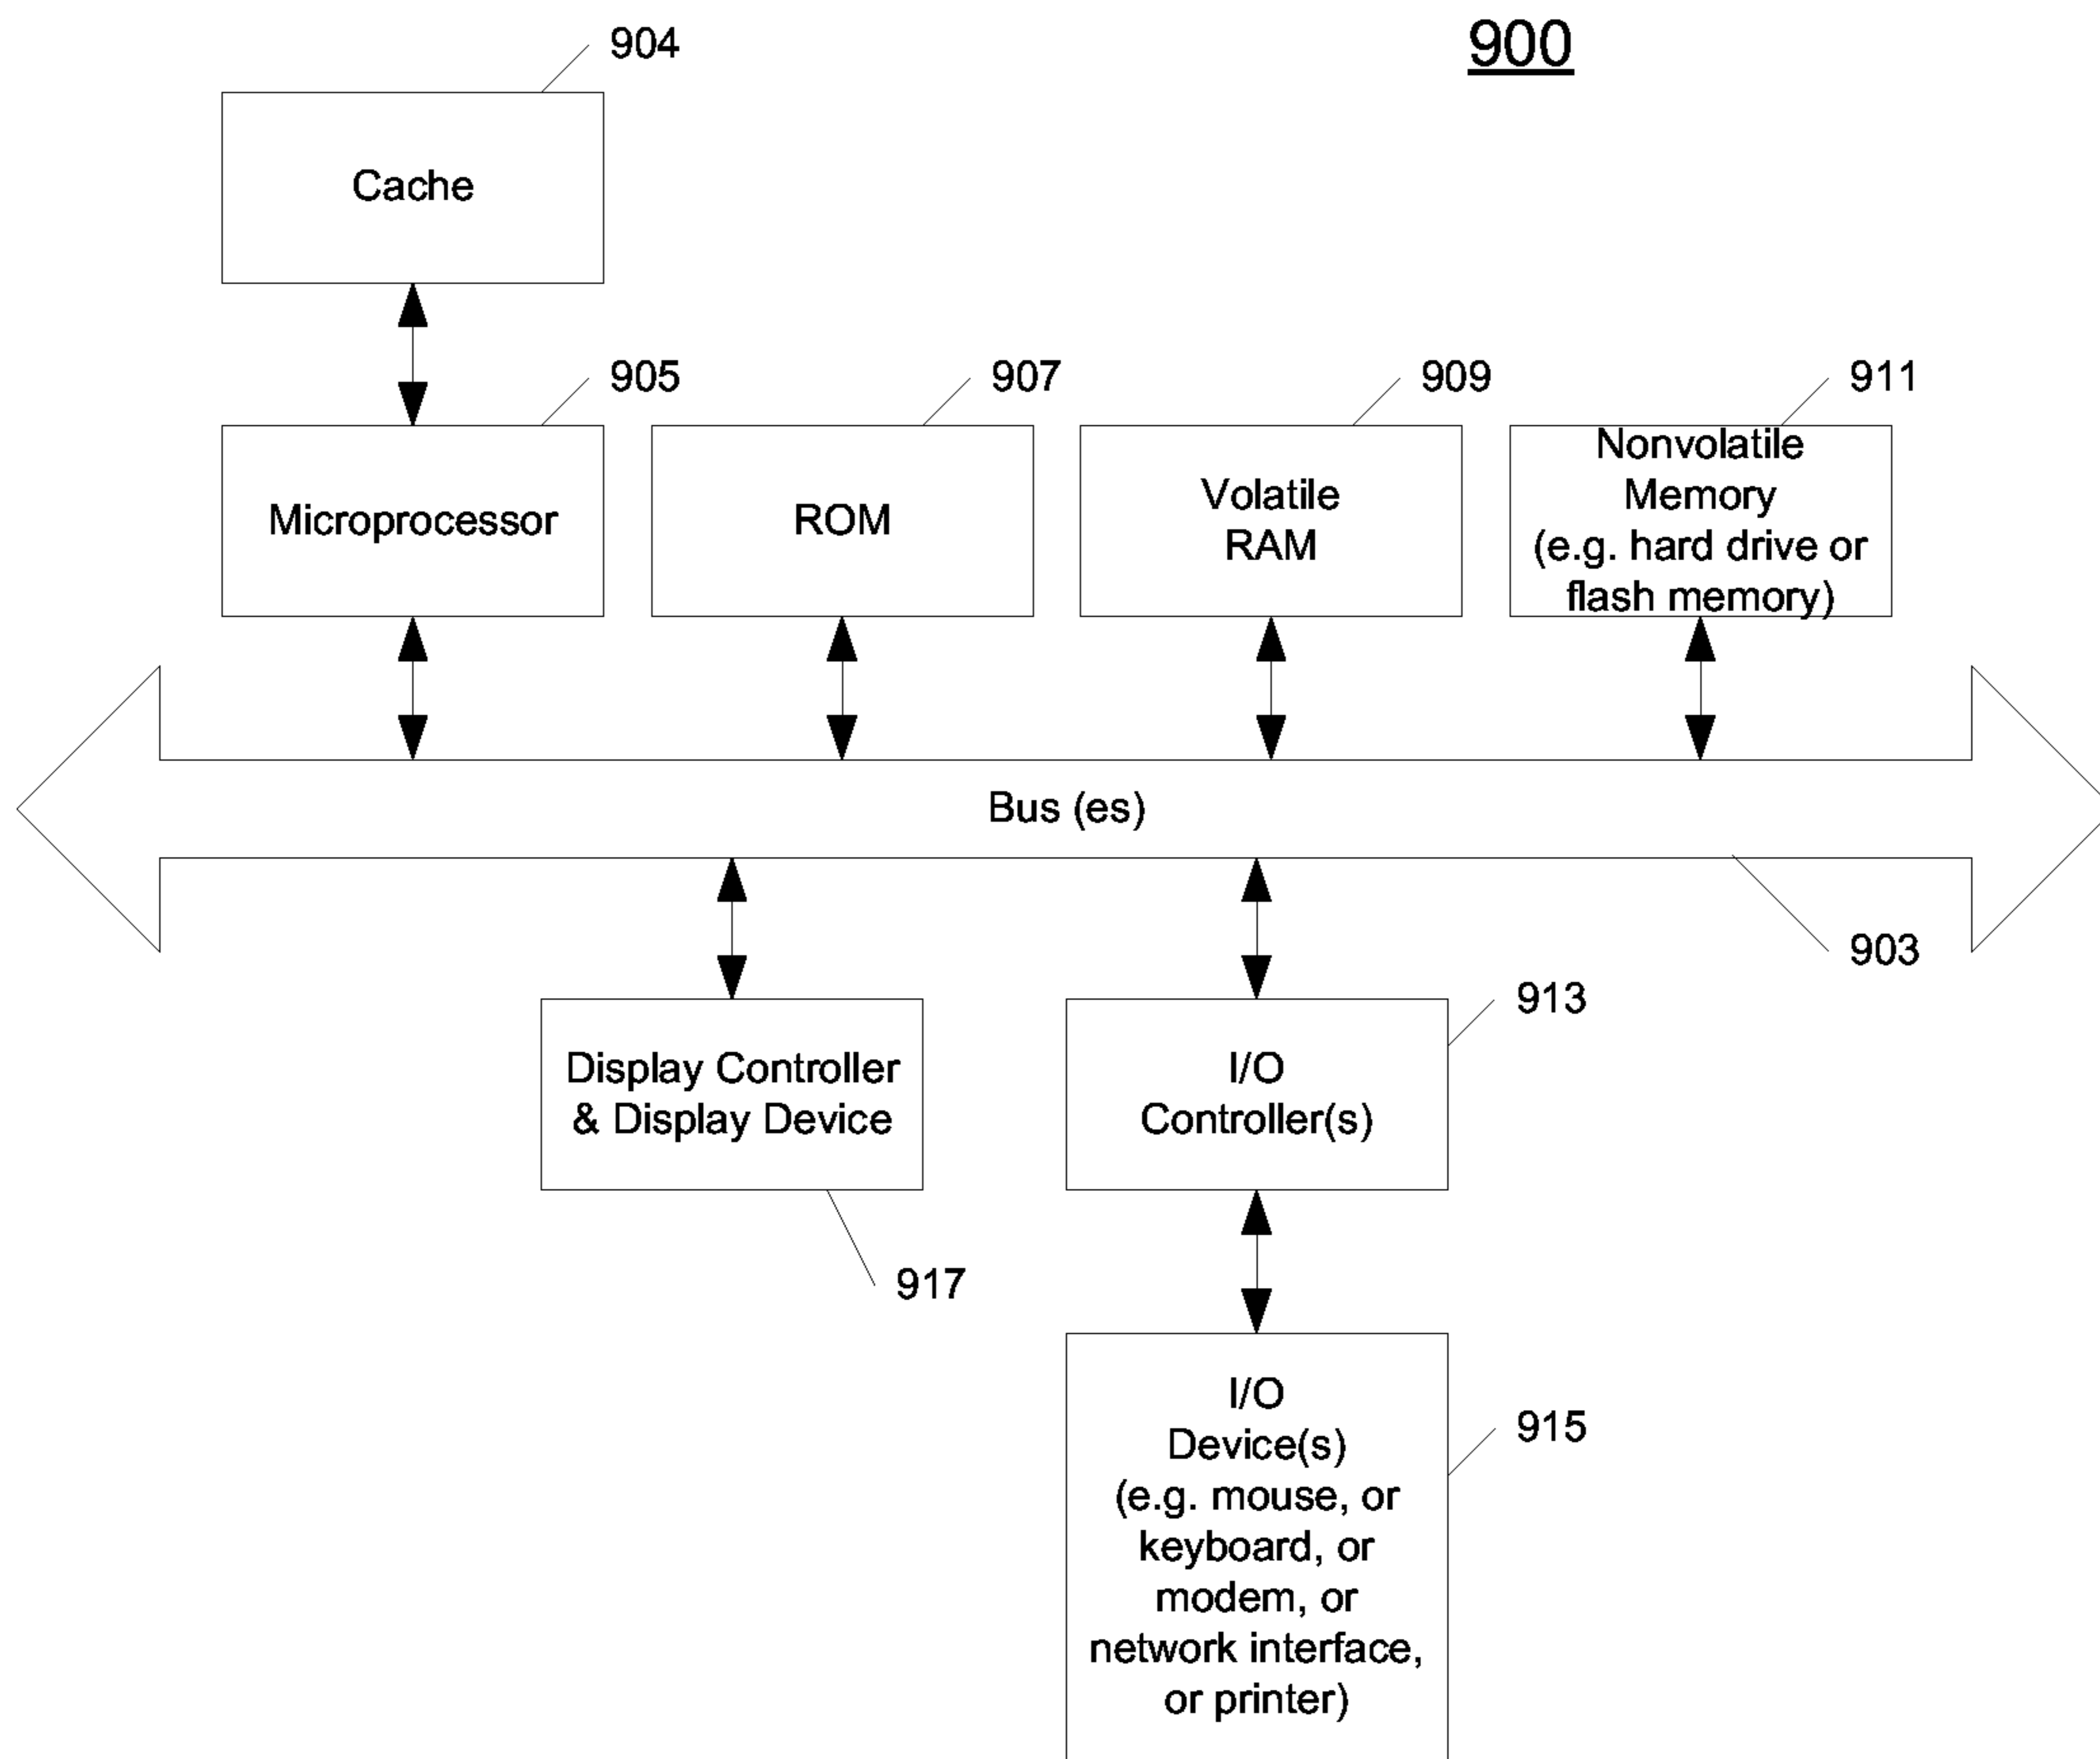 900
904
Cache
905
907
909
911
Microprocessor
ROM
Volatile
RAM
Nonvolatile
Memory
(e.g. hard drive or
flash memory)
Bus (es)
903
913
Display Controller
& Display Device
I/O
Controller(s)
917
I/O
Device(s)
(e.g. mouse, or
keyboard, or
modem, or
network interface,
or printer)
915